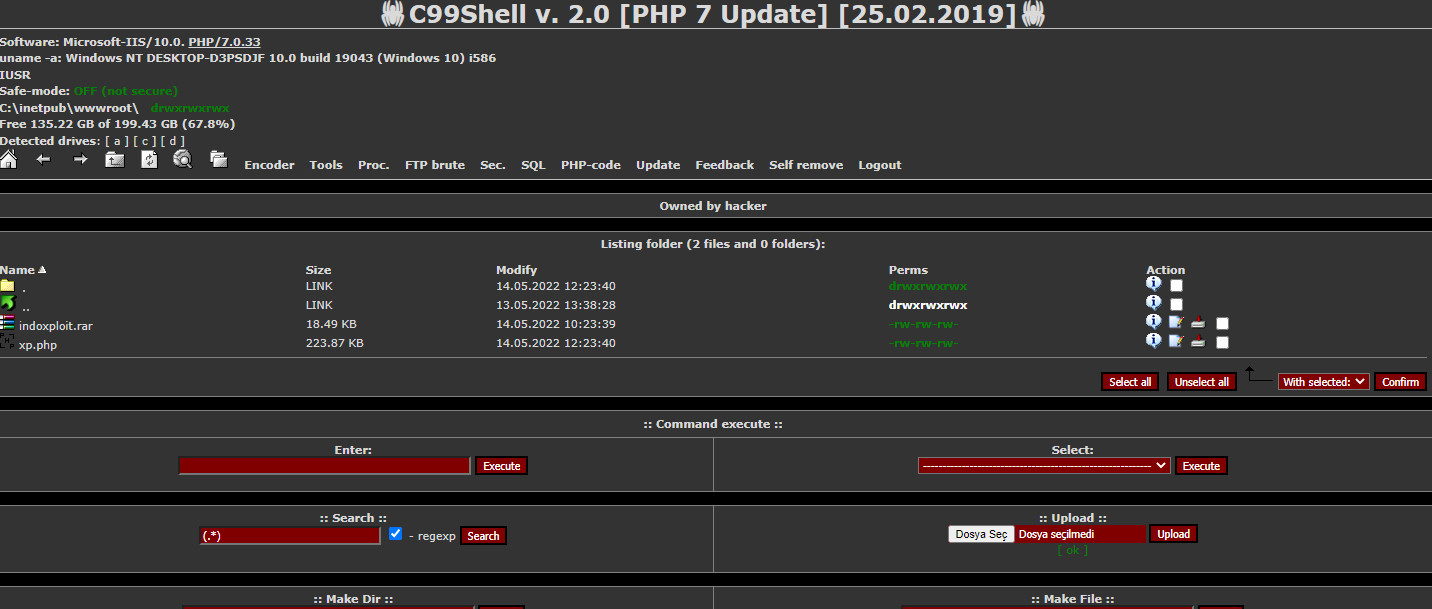 C99Shell v. 2.0 [PHP 7 Update] [25.02.2019]
Software: Microsoft-IIS/10.0. PHP/7.0.33
uname -a: Windows NT DESKTOP-D3PSDJF 10.0 build 19043 (Windows 10) i586
IUSR
Safe-mode: OFF (not secure)
C:\inetpub\wwwroot\ drwxrwxrwx
Free 135.22 GB of 199.43 GB (67.8%)
Detected drives: [ a ] [ c ] [ d ]
Encoder Tools Proc. FTP brute Sec. SQL PHP-code Update Feedback Self remove Logout
Owned by hacker
Listing folder (2 files and 0 folders):
Name Size Modify Perms Action
. LINK 14.05.2022 12:23:40 drwxrwxrwx
.. LINK 13.05.2022 13:38:28 drwxrwxrwx
indoxploit.rar 18.49 KB 14.05.2022 10:23:39 -rw-rw-rw-
xp.php 223.87 KB 14.05.2022 12:23:40 -rw-rw-rw-
Select all Unselect all With selected: Confirm
:: Command execute ::
Enter: Select:
Execute ------------------------------------------------------------ Execute
:: Search :: :: Upload ::
(.*) - regexp Search Dosya Seç Dosya seçilmedi Upload
[ ok ]
:: Make Dir :: :: Make File ::